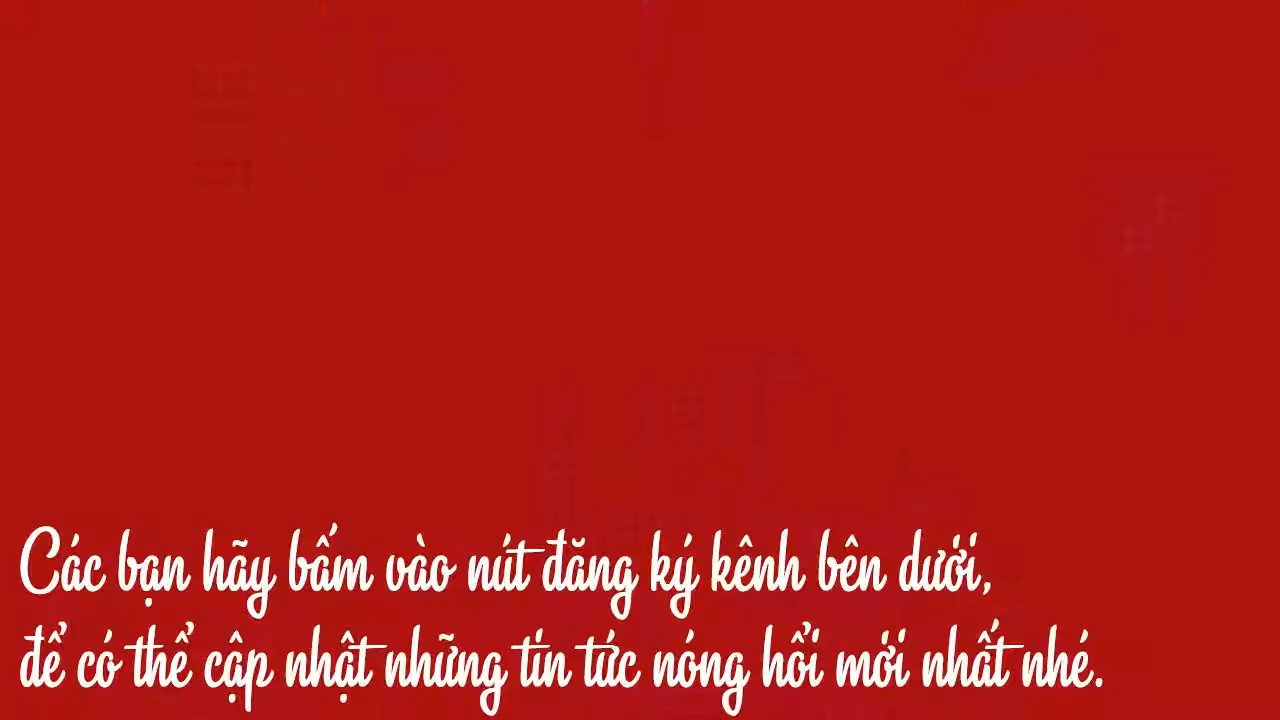 Các bạn hãy bấm vào nút đăng ký kênh bên dưới,
để có thể cập nhật những tin tức nóng hổi mới nhất nhé.